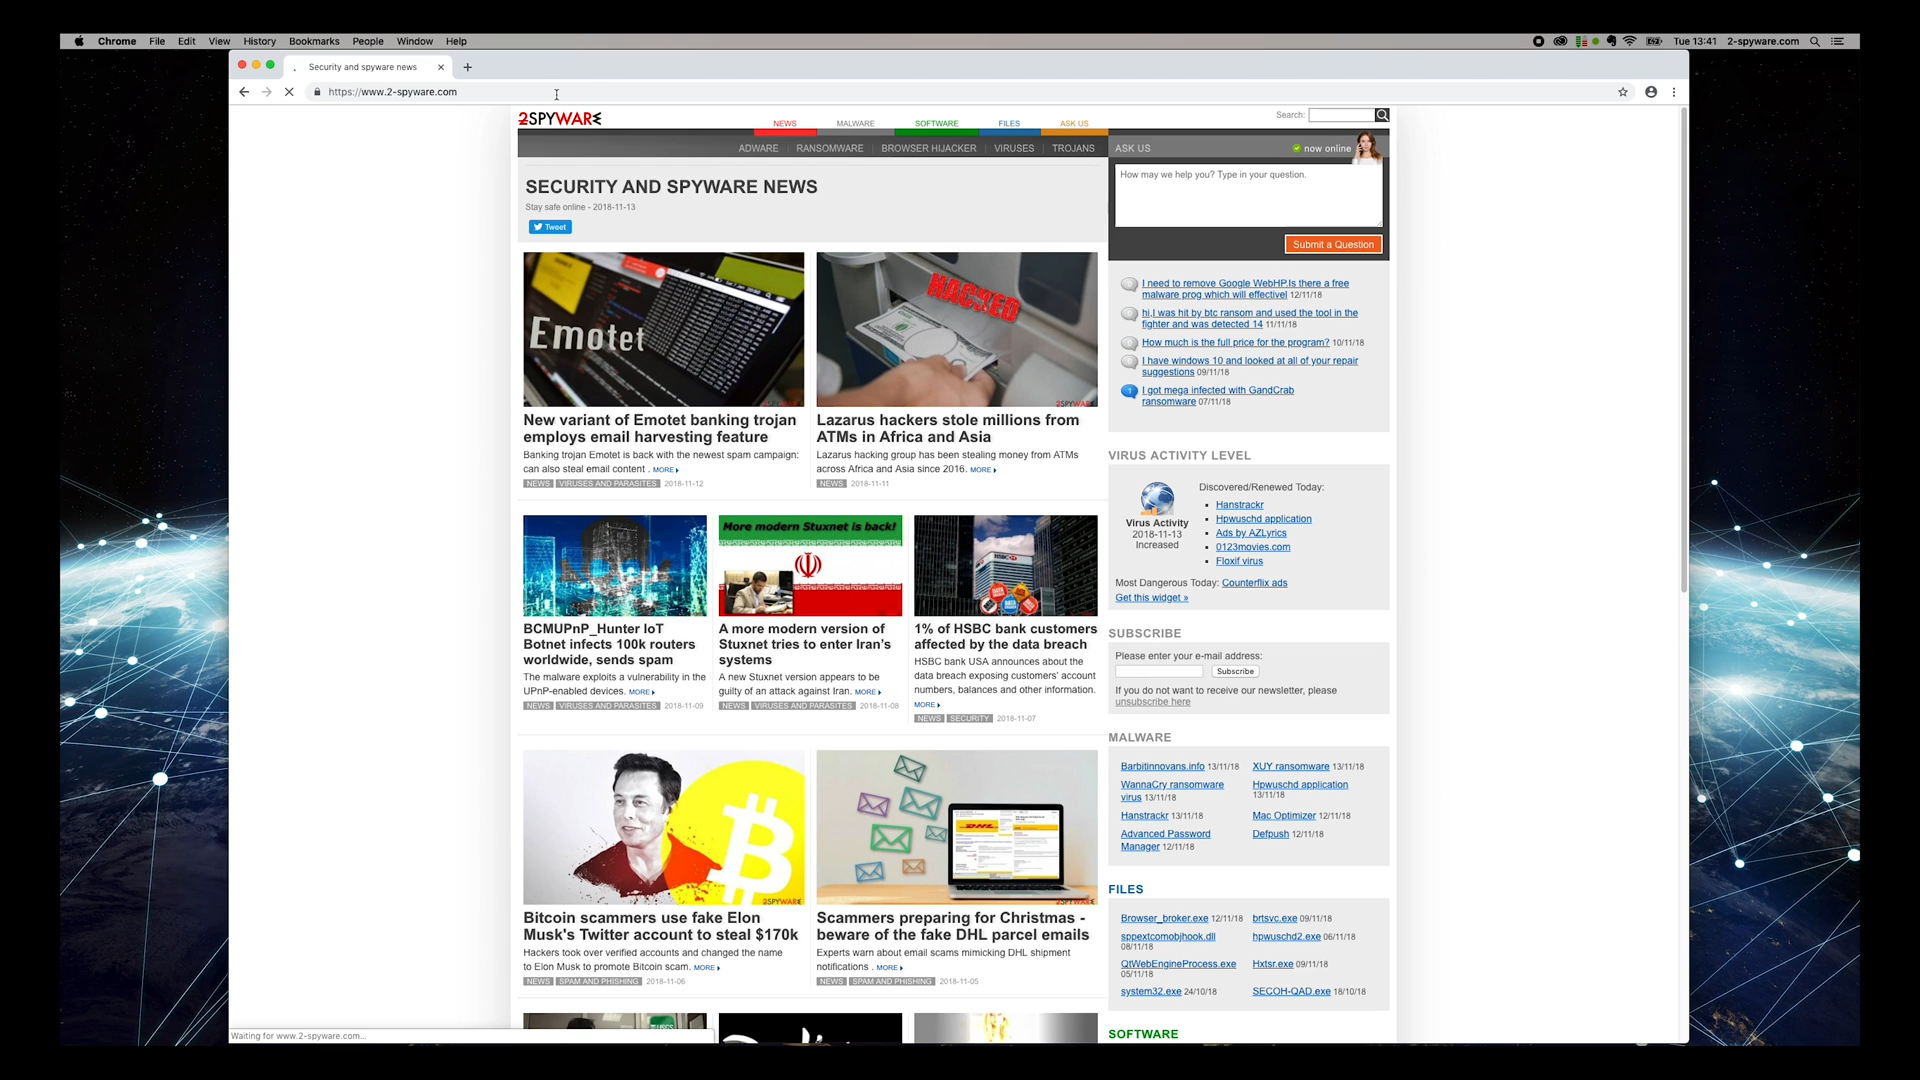 Chrome File Edit View History Bookmarks People Window Help
Tue 13:41 2-spyware.com
Security and spyware news
https://www.2-spyware.com
2SPYWARE
NEWS MALWARE SOFTWARE FILES ASK US
Search:
ADWARE RANSOMWARE BROWSER HIJACKER VIRUSES TROJANS
ASK US now online
How may we help you? Type in your question.
Submit a Question
SECURITY AND SPYWARE NEWS
Stay safe online - 2018-11-13
Tweet
Emotet
2SPYWARE
New variant of Emotet banking trojan
employs email harvesting feature
Banking trojan Emotet is back with the newest spam campaign:
can also steal email content . MORE
NEWS VIRUSES AND PARASITES 2018-11-12
HACKED
2SPYWARE
Lazarus hackers stole millions from
ATMs in Africa and Asia
Lazarus hacking group has been stealing money from ATMs
across Africa and Asia since 2016. MORE
NEWS 2018-11-11
I need to remove Google WebHP.Is there a free
malware prog which will effectivel 12/11/18
hi,I was hit by btc ransom and used the tool in the
fighter and was detected 14 11/11/18
How much is the full price for the program? 10/11/18
I have windows 10 and looked at all of your repair
suggestions 09/11/18
1
I got mega infected with GandCrab
ransomware 07/11/18
VIRUS ACTIVITY LEVEL
Virus Activity
2018-11-13
Increased
Discovered/Renewed Today:
Hanstrackr
Hpwuschd application
Ads by AZLyrics
0123movies.com
Floxif virus
Most Dangerous Today: Counterflix ads
Get this widget »
BCMUPnP_Hunter IoT
Botnet infects 100k routers
worldwide, sends spam
The malware exploits a vulnerability in the
UPnP-enabled devices. MORE
NEWS VIRUSES AND PARASITES 2018-11-09
More modern Stuxnet is back!
A more modern version of
Stuxnet tries to enter Iran's
systems
A new Stuxnet version appears to be
guilty of an attack against Iran. MORE
NEWS VIRUSES AND PARASITES 2018-11-08
HSBC
1% of HSBC bank customers
affected by the data breach
HSBC bank USA announces about the
data breach exposing customers' account
numbers, balances and other information.
MORE
NEWS SECURITY 2018-11-07
SUBSCRIBE
Please enter your e-mail address:
Subscribe
If you do not want to receive our newsletter, please
unsubscribe here
MALWARE
Barbitinnovans.info 13/11/18
WannaCry ransomware
virus 13/11/18
Hanstrackr 13/11/18
Advanced Password
Manager 12/11/18
XUY ransomware 13/11/18
Hpwuschd application
13/11/18
Mac Optimizer 12/11/18
Defpush 12/11/18
2SPYWARE
Bitcoin scammers use fake Elon
Musk's Twitter account to steal $170k
Hackers took over verified accounts and changed the name
to Elon Musk to promote Bitcoin scam. MORE
NEWS SPAM AND PHISHING 2018-11-06
DHL
2SPYWARE
Scammers preparing for Christmas -
beware of the fake DHL parcel emails
Experts warn about email scams mimicking DHL shipment
notifications . MORE
NEWS SPAM AND PHISHING 2018-11-05
FILES
Browser_broker.exe 12/11/18
sppextcomobjhook.dll
08/11/18
QtWebEngineProcess.exe
05/11/18
system32.exe 24/10/18
brtsvc.exe 09/11/18
hpwuschd2.exe 06/11/18
Hxtsr.exe 09/11/18
SECOH-QAD.exe 18/10/18
SOFTWARE
USCS
Waiting for www.2-spyware.com...